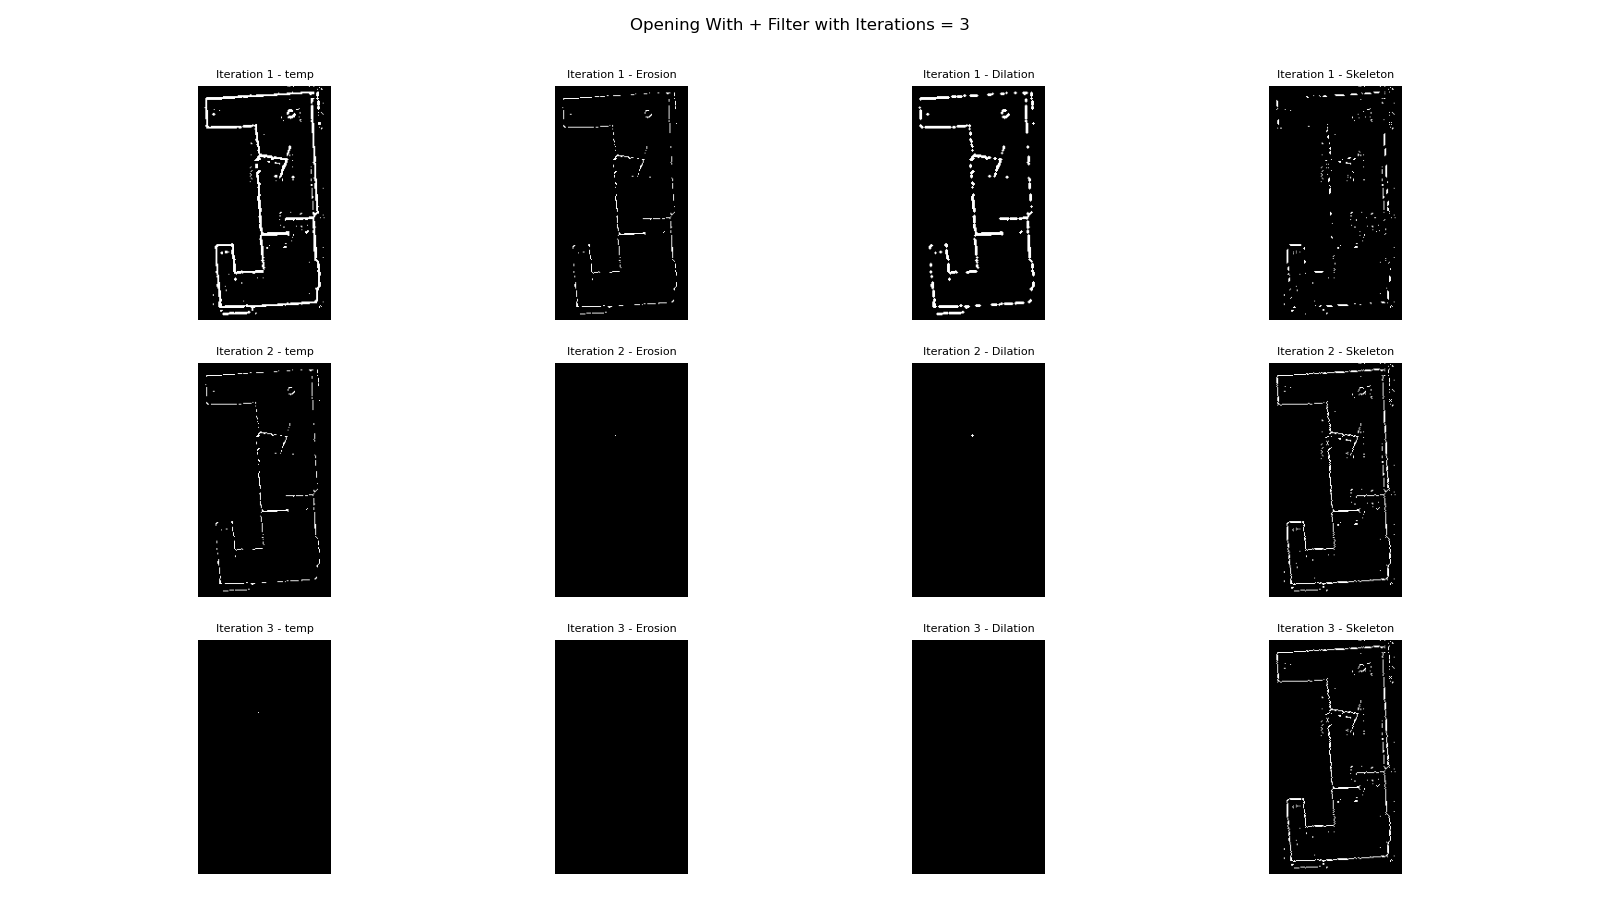 Opening With + Filter with Iterations = 3
Iteration 1 - temp
Iteration 1 - Erosion
Iteration 1 - Dilation
Iteration 1 - Skeleton
Iteration 2 - temp
Iteration 2 - Erosion
Iteration 2 - Dilation
Iteration 2 - Skeleton
Iteration 3 - temp
Iteration 3 - Erosion
Iteration 3 - Dilation
Iteration 3 - Skeleton